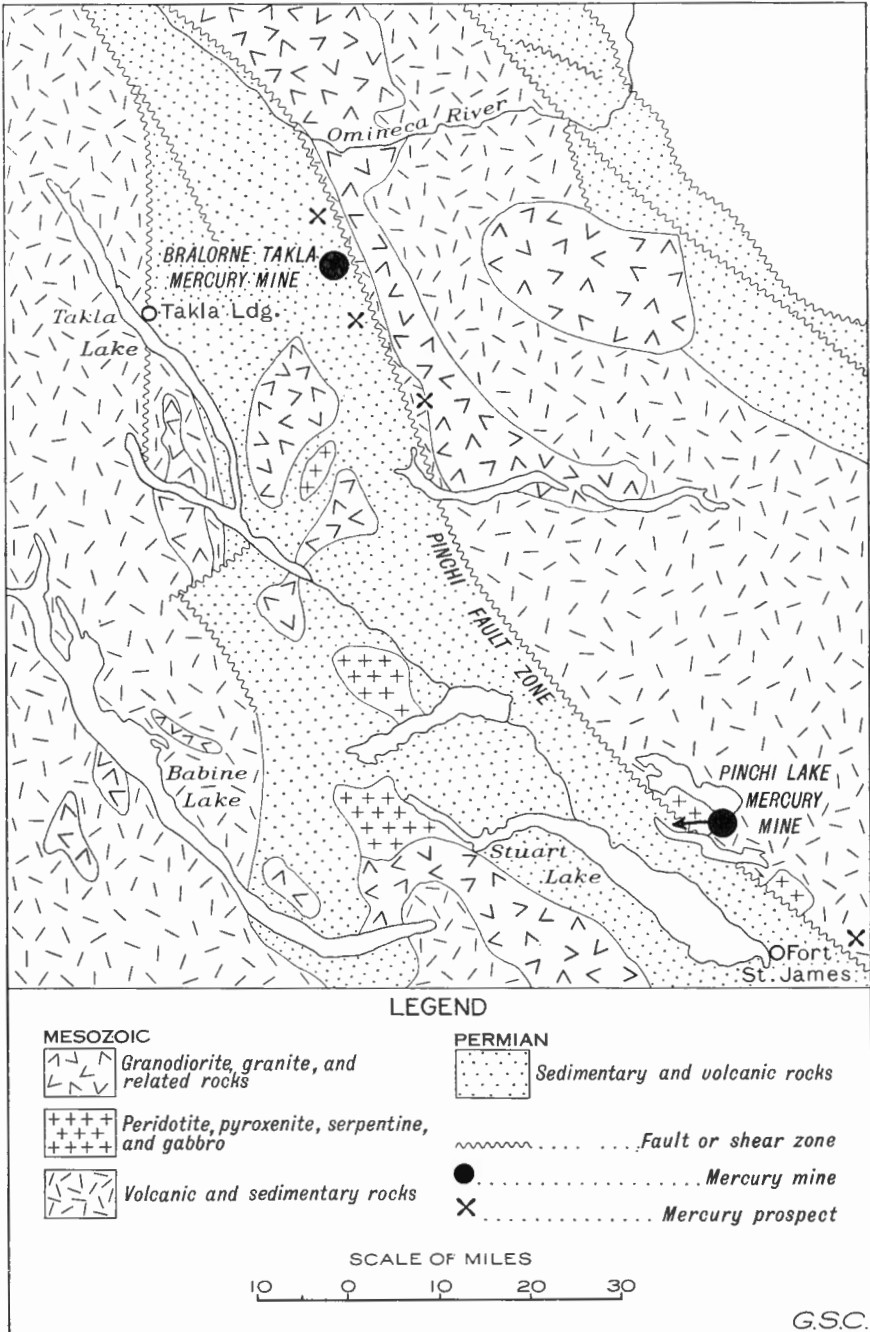 Omineca River
BRALORNE TAKLA
MERCURY MINE
Takla
Lake
Takla Ldg.
PINCHI FAULT ZONE
Babine
Lake
PINCHI LAKE
MERCURY
MINE
Stuart
Lake
Fort
St. James
LEGEND
MESOZOIC
Granodiorite, granite, and
related rocks
Peridotite, pyroxenite, serpentine,
and gabbro
Volcanic and sedimentary rocks
PERMIAN
Sedimentary and volcanic rocks
Fault or shear zone
Mercury mine
Mercury prospect
SCALE OF MILES
10 0 10 20 30
G.S.C.